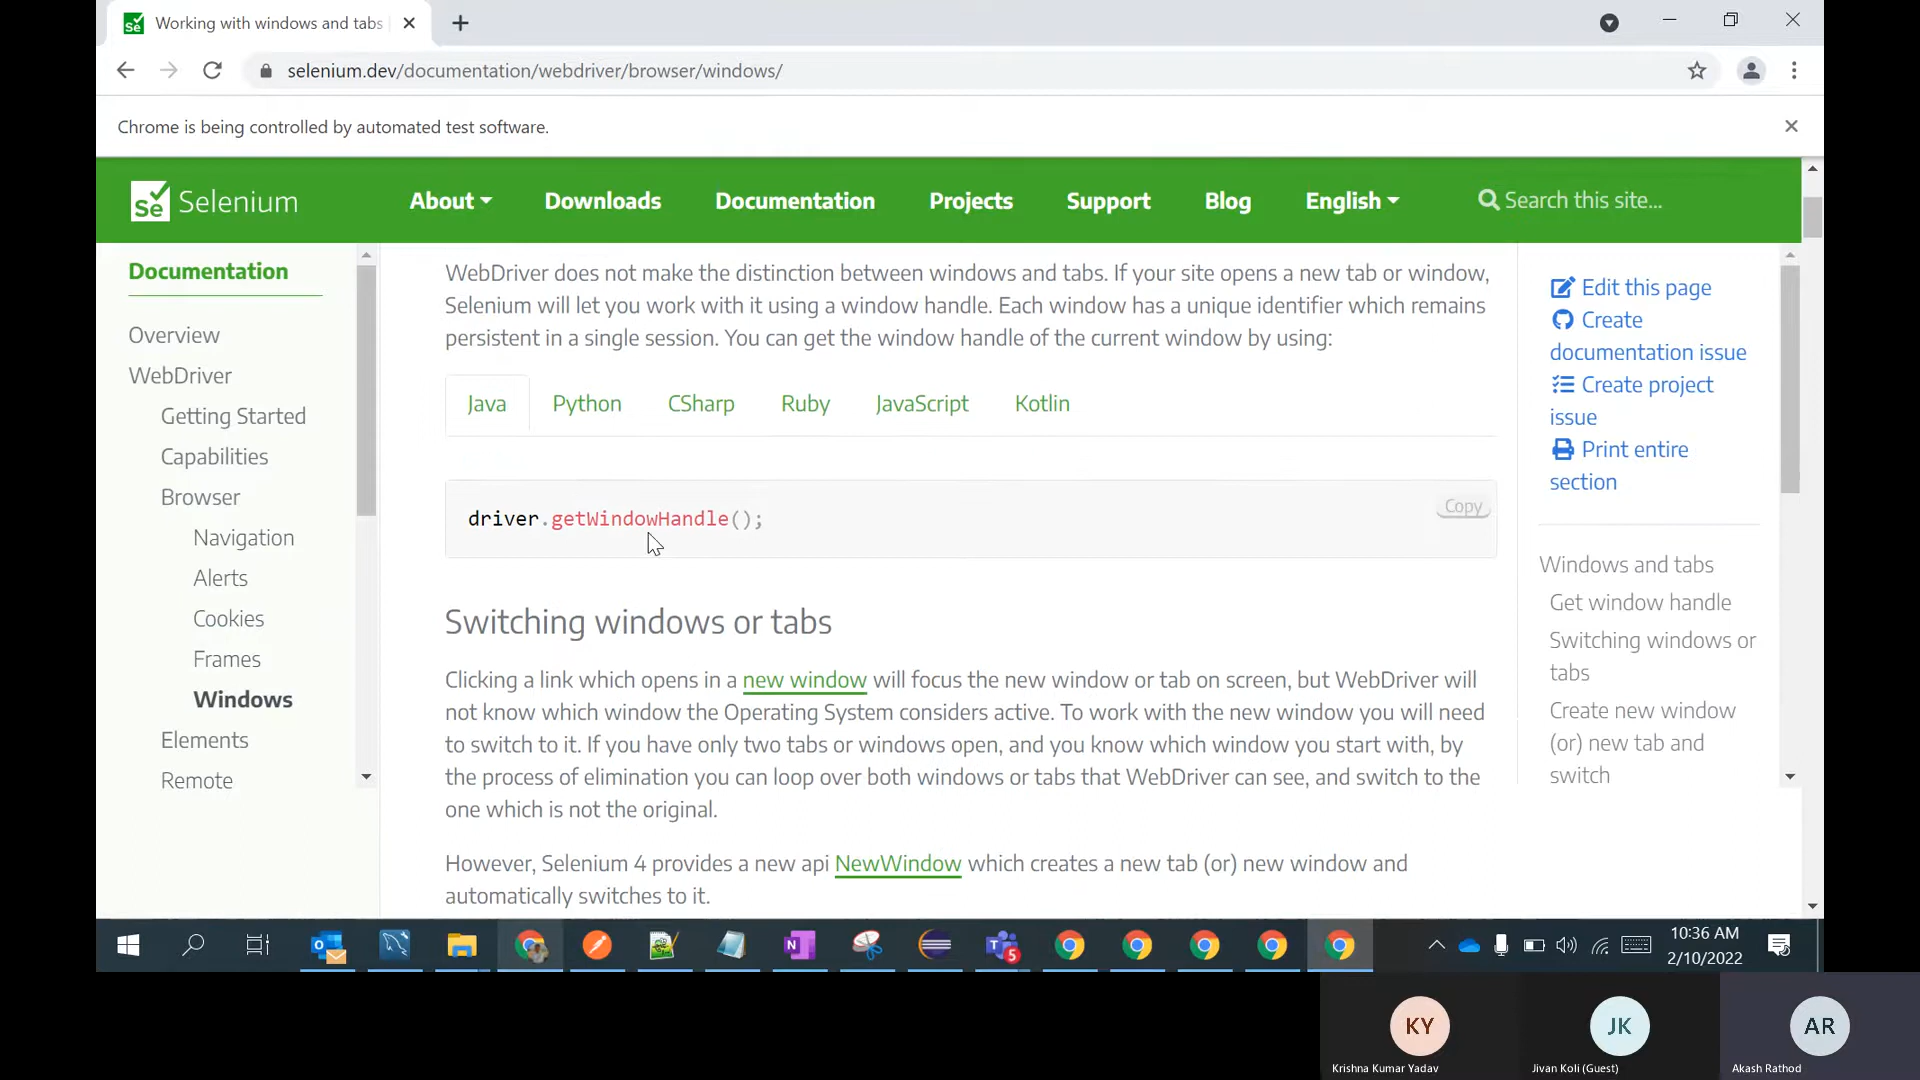 Working with windows and tabs
selenium.dev/documentation/webdriver/browser/windows/
Chrome is being controlled by automated test software.
Se Selenium
About
Downloads
Documentation
Projects
Support
Blog
English
Search this site...
Documentation
Overview
WebDriver
Getting Started
Capabilities
Browser
Navigation
Alerts
Cookies
Frames
Windows
Elements
Remote
WebDriver does not make the distinction between windows and tabs. If your site opens a new tab or window,
Selenium will let you work with it using a window handle. Each window has a unique identifier which remains
persistent in a single session. You can get the window handle of the current window by using:
Java
Python
CSharp
Ruby
JavaScript
Kotlin
driver.getWindowHandle();
Copy
Switching windows or tabs
Clicking a link which opens in a new window will focus the new window or tab on screen, but WebDriver will
not know which window the Operating System considers active. To work with the new window you will need
to switch to it. If you have only two tabs or windows open, and you know which window you start with, by
the process of elimination you can loop over both windows or tabs that WebDriver can see, and switch to the
one which is not the original.
However, Selenium 4 provides a new api NewWindow which creates a new tab (or) new window and
automatically switches to it.
Edit this page
Create
documentation issue
Create project
issue
Print entire
section
Windows and tabs
Get window handle
Switching windows or
tabs
Create new window
(or) new tab and
switch
10:36 AM
2/10/2022
KY
Krishna Kumar Yadav
JK
Jivan Koli (Guest)
AR
Akash Rathod